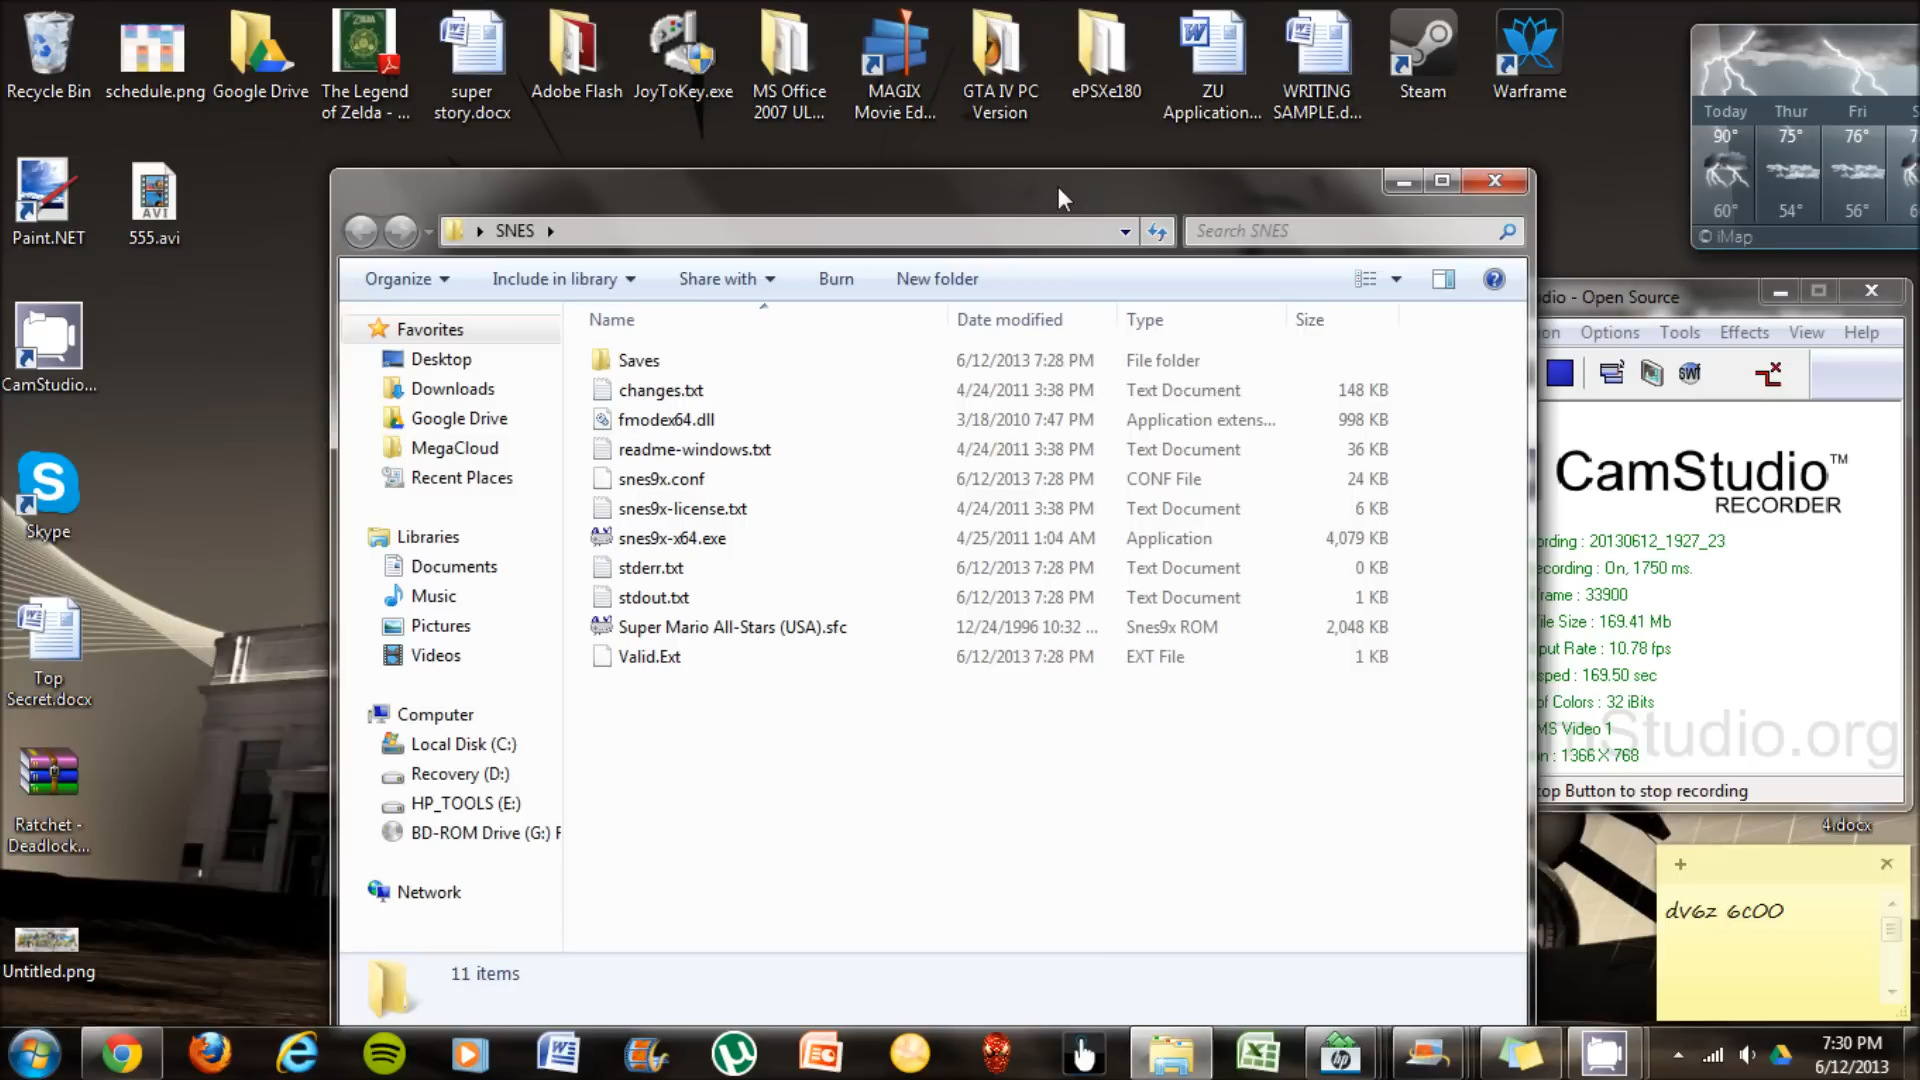 Recycle Bin
schedule.png
Google Drive
The Legend
of Zelda - ...
super
story.docx
Adobe Flash
JoyToKey.exe
MS Office
2007 UL...
MAGIX
Movie Ed...
GTA IV PC
Version
ePSXe180
ZU
Application...
WRITING
SAMPLE.d...
Steam
Warframe
Today Thur Fri S
90° 75° 76° 7
60° 54° 56° 5
© iMap
Paint.NET
AVI
555.avi
CamStudio...
Skype
Top
Secret.docx
Ratchet -
Deadlock...
Untitled.png
SNES
Search SNES
Organize
Include in library
Share with
Burn
New folder
Name Date modified Type Size
Favorites
Desktop
Downloads
Google Drive
MegaCloud
Recent Places
Libraries
Documents
Music
Pictures
Videos
Computer
Local Disk (C:)
Recovery (D:)
HP_TOOLS (E:)
BD-ROM Drive (G:) F
Network
Saves 6/12/2013 7:28 PM File folder
changes.txt 4/24/2011 3:38 PM Text Document 148 KB
fmodex64.dll 3/18/2010 7:47 PM Application extens... 998 KB
readme-windows.txt 4/24/2011 3:38 PM Text Document 36 KB
snes9x.conf 6/12/2013 7:28 PM CONF File 24 KB
snes9x-license.txt 4/24/2011 3:38 PM Text Document 6 KB
snes9x-x64.exe 4/25/2011 1:04 AM Application 4,079 KB
stderr.txt 6/12/2013 7:28 PM Text Document 0 KB
stdout.txt 6/12/2013 7:28 PM Text Document 1 KB
Super Mario All-Stars (USA).sfc 12/24/1996 10:32 ... Snes9x ROM 2,048 KB
Valid.Ext 6/12/2013 7:28 PM EXT File 1 KB
11 items
dio - Open Source
on Options Tools Effects View Help
swf
CamStudio™
RECORDER
ording : 20130612_1927_23
ecording : On, 1750 ms.
rame : 33900
ile Size : 169.41 Mb
put Rate : 10.78 fps
psed : 169.50 sec
of Colors : 32 iBits
MS Video 1
on : 1366 X 768
mStudio.org
top Button to stop recording
4.docx
dv6z 6c00
7:30 PM
6/12/2013